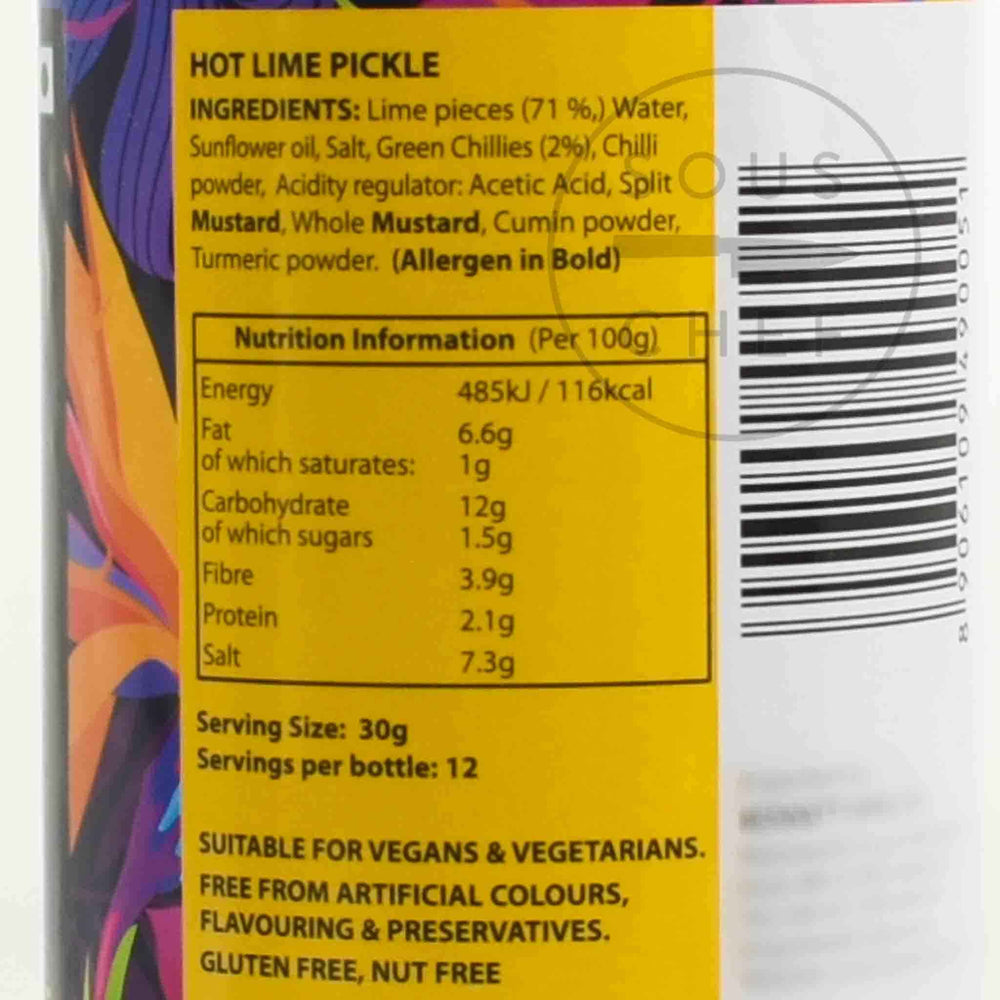 HOT LIME PICKLE
INGREDIENTS: Lime pieces (71 %,) Water,
Sunflower oil, Salt, Green Chillies (2%), Chilli
powder, Acidity regulator: Acetic Acid, Split
Mustard, Whole Mustard, Cumin powder,
Turmeric powder. (Allergen in Bold)
Nutrition Information (Per 100g)
Energy 485kJ / 116kcal
Fat 6.6g
of which saturates: 1g
Carbohydrate 12g
of which sugars 1.5g
Fibre 3.9g
Protein 2.1g
Salt 7.3g
Serving Size: 30g
Servings per bottle: 12
SUITABLE FOR VEGANS & VEGETARIANS.
FREE FROM ARTIFICIAL COLOURS,
FLAVOURING & PRESERVATIVES.
GLUTEN FREE, NUT FREE
SOUS
CHEF
8906109490051